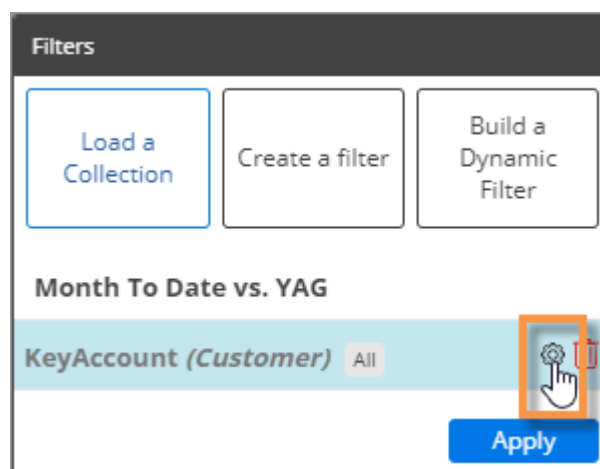 Filters
Load a
Collection
Create a filter
Build a
Dynamic
Filter
Month To Date vs. YAG
KeyAccount (Customer) All
Apply